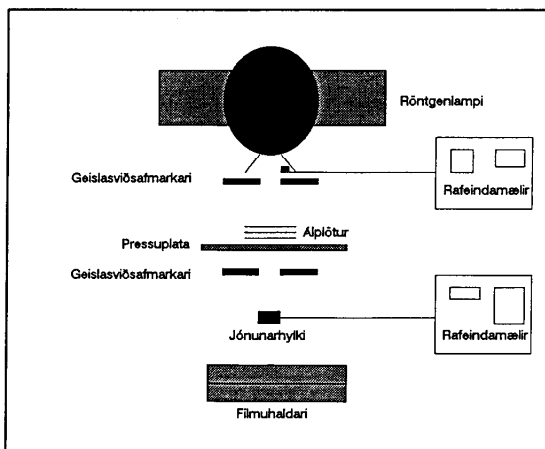 Röntgenlampi
Geislasviðsafmarkari
Rafeindamælir
Álplötur
Pressuplata
Geislasviðsafmarkari
Jónunarhylki
Rafeindamælir
Filmuhaldari